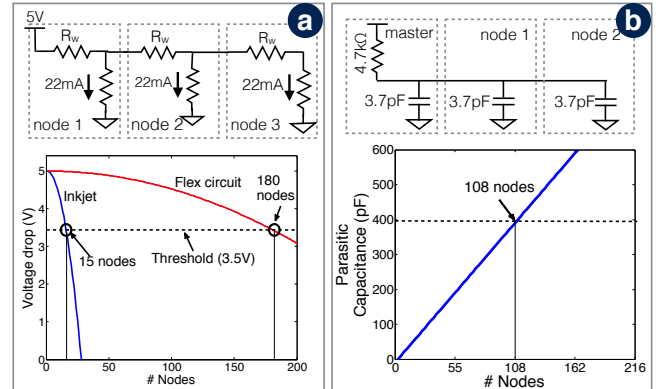 a
5V
Rw Rw Rw
22mA 22mA 22mA
node 1 node 2 node 3
Voltage drop (V)
5
4
3
2
1
0
Inkjet
Flex circuit
180
nodes
15 nodes
Threshold (3.5V)
0 50 100 150 200
# Nodes
b
master node 1 node 2
4.7kΩ
3.7pF 3.7pF 3.7pF
Parasitic
Capacitance (pF)
600
500
400
300
200
100
0
108 nodes
0 55 108 162 216
# Nodes